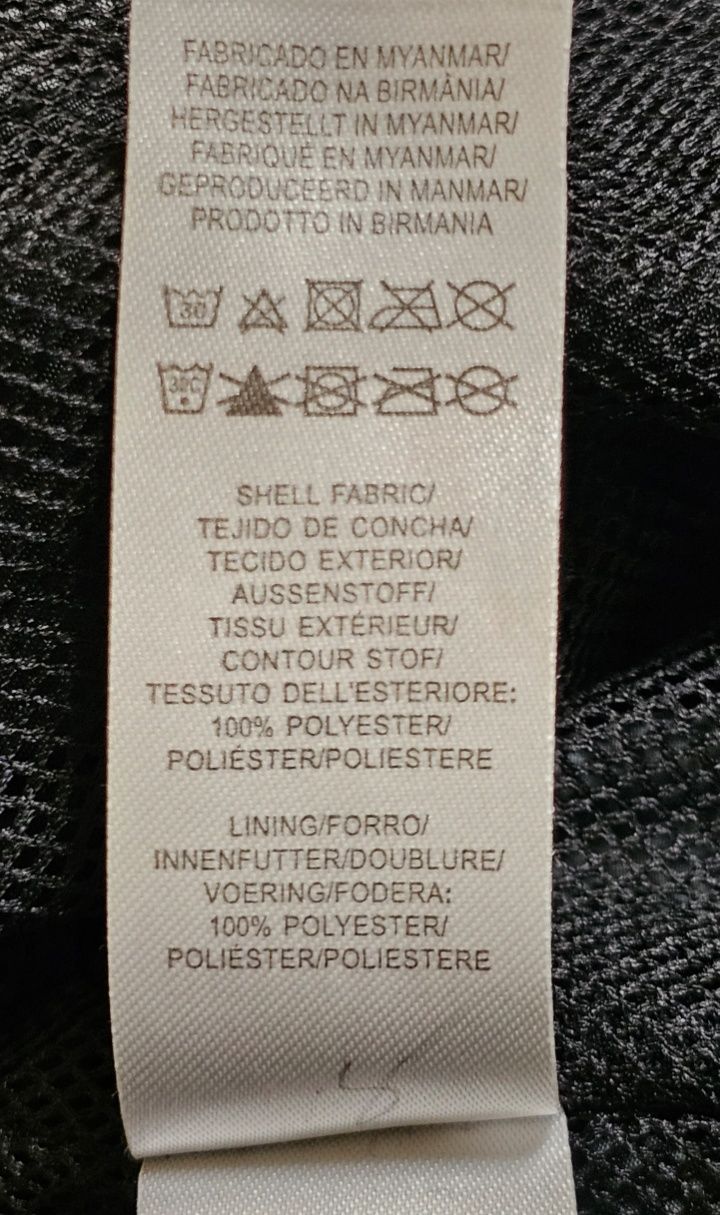 FABRICADO EN MYANMAR/
FABRICADO NA BIRMÂNIA/
HERGESTELLT IN MYANMAR/
FABRIQUÉ EN MYANMAR/
GEPRODUCEERD IN MANMAR/
PRODOTTO IN BIRMANIA
30
30C
SHELL FABRIC/
TEJIDO DE CONCHA/
TECIDO EXTERIOR/
AUSSENSTOFF/
TISSU EXTÉRIEUR/
CONTOUR STOF/
TESSUTO DELL'ESTERIORE:
100% POLYESTER/
POLIÉSTER/POLIESTERE
LINING/FORRO/
INNENFUTTER/DOUBLURE/
VOERING/FODERA:
100% POLYESTER/
POLIÉSTER/POLIESTERE